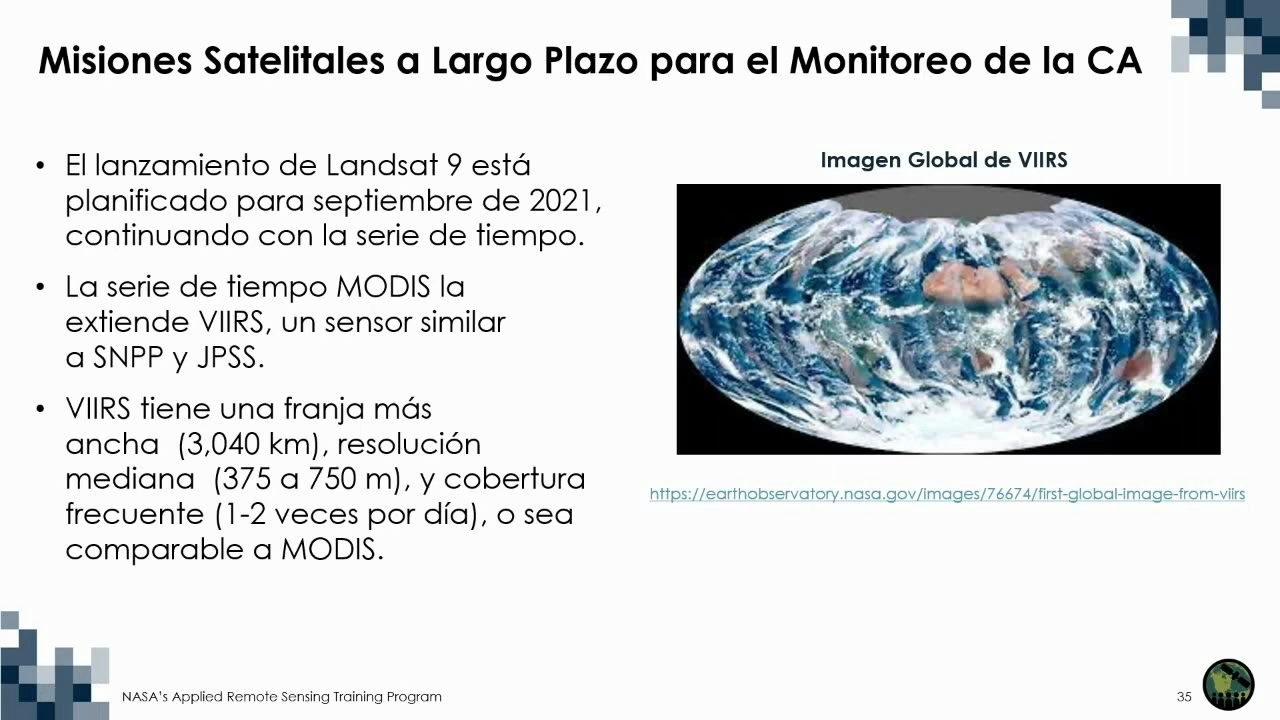 Misiones Satelitales a Largo Plazo para el Monitoreo de la CA
• El lanzamiento de Landsat 9 está
planificado para septiembre de 2021,
continuando con la serie de tiempo.
• La serie de tiempo MODIS la
extiende VIIRS, un sensor similar
a SNPP y JPSS.
• VIIRS tiene una franja más
ancha (3,040 km), resolución
mediana (375 a 750 m), y cobertura
frecuente (1-2 veces por día), o sea
comparable a MODIS.
Imagen Global de VIIRS
https://earthobservatory.nasa.gov/images/76674/first-global-image-from-viirs
NASA's Applied Remote Sensing Training Program
35